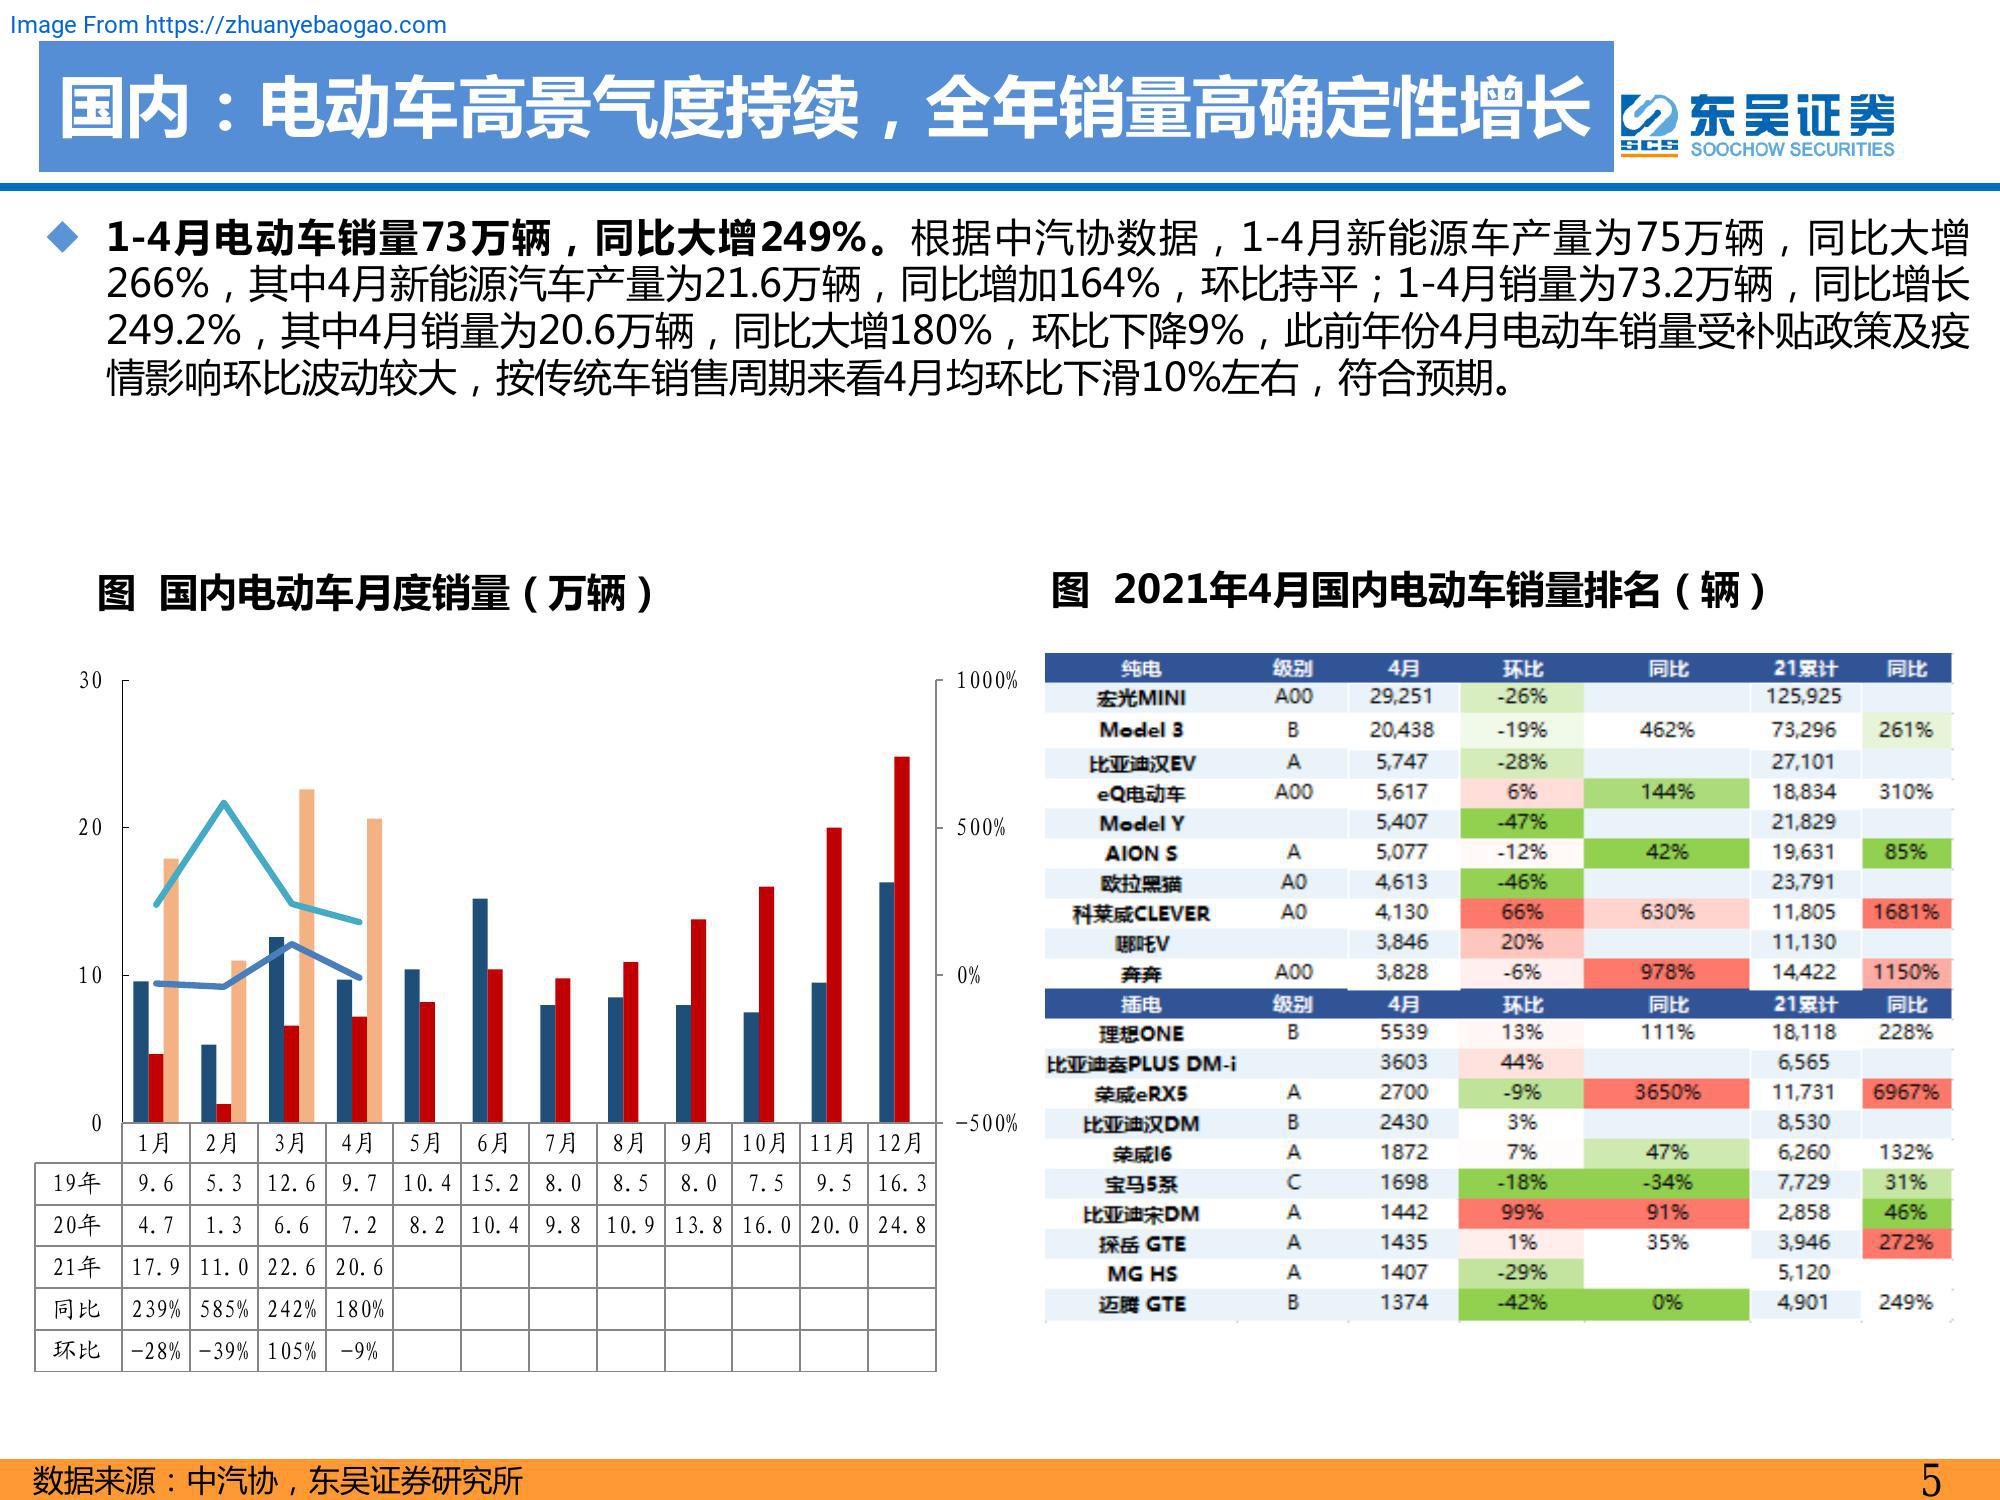 Image From https://zhuanyebaogao.com
国内：电动车高景气度持续，全年销量高确定性增长
东吴证券
SCS
SOOCHOW SECURITIES
1-4月电动车销量73万辆，同比大增249%。根据中汽协数据，1-4月新能源车产量为75万辆，同比大增
266%，其中4月新能源汽车产量为21.6万辆，同比增加164%，环比持平；1-4月销量为73.2万辆，同比增长
249.2%，其中4月销量为20.6万辆，同比大增180%，环比下降9%，此前年份4月电动车销量受补贴政策及疫
情影响环比波动较大，按传统车销售周期来看4月均环比下滑10%左右，符合预期。
图 国内电动车月度销量（万辆）
30
20
10
0
1000%
500%
0%
-500%
1月 2月 3月 4月 5月 6月 7月 8月 9月 10月 11月 12月
19年 9.6 5.3 12.6 9.7 10.4 15.2 8.0 8.5 8.0 7.5 9.5 16.3
20年 4.7 1.3 6.6 7.2 8.2 10.4 9.8 10.9 13.8 16.0 20.0 24.8
21年 17.9 11.0 22.6 20.6
同比 239% 585% 242% 180%
环比 -28% -39% 105% -9%
图 2021年4月国内电动车销量排名（辆）
纯电 级别 4月 环比 同比 21累计 同比
宏光MINI A00 29,251 -26% 125,925
Model 3 B 20,438 -19% 462% 73,296 261%
比亚迪汉EV A 5,747 -28% 27,101
eQ电动车 A00 5,617 6% 144% 18,834 310%
Model Y 5,407 -47% 21,829
AION S A 5,077 -12% 42% 19,631 85%
欧拉黑猫 A0 4,613 -46% 23,791
科莱威CLEVER A0 4,130 66% 630% 11,805 1681%
哪吒V 3,846 20% 11,130
奔奔 A00 3,828 -6% 978% 14,422 1150%
插电 级别 4月 环比 同比 21累计 同比
理想ONE B 5539 13% 111% 18,118 228%
比亚迪秦PLUS DM-i 3603 44% 6,565
荣威eRX5 A 2700 -9% 3650% 11,731 6967%
比亚迪汉DM B 2430 3% 8,530
荣威I6 A 1872 7% 47% 6,260 132%
宝马5系 C 1698 -18% -34% 7,729 31%
比亚迪宋DM A 1442 99% 91% 2,858 46%
探岳 GTE A 1435 1% 35% 3,946 272%
MG HS A 1407 -29% 5,120
迈腾 GTE B 1374 -42% 0% 4,901 249%
数据来源：中汽协，东吴证券研究所
5